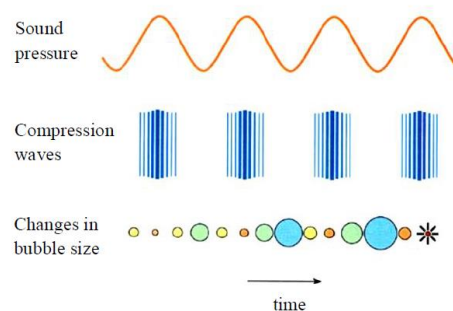 Sound
pressure
Compression
waves
Changes in
bubble size
time